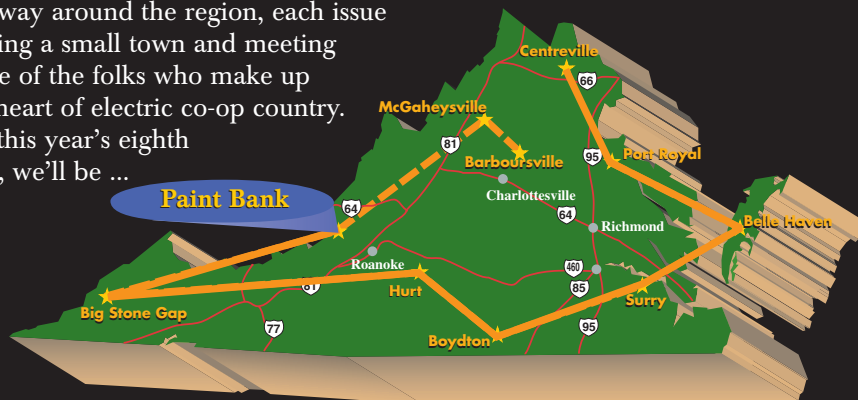 way around the region, each issue
ing a small town and meeting
e of the folks who make up
heart of electric co-op country.
this year's eighth
, we'll be ...
Centreville
66
McGaheysville
81
Barboursville
95
Port Royal
Charlottesville
Paint Bank
64
64
Richmond
Belle Haven
Roanoke
460
81
Hurt
85
Surry
Big Stone Gap
77
Boydton
95